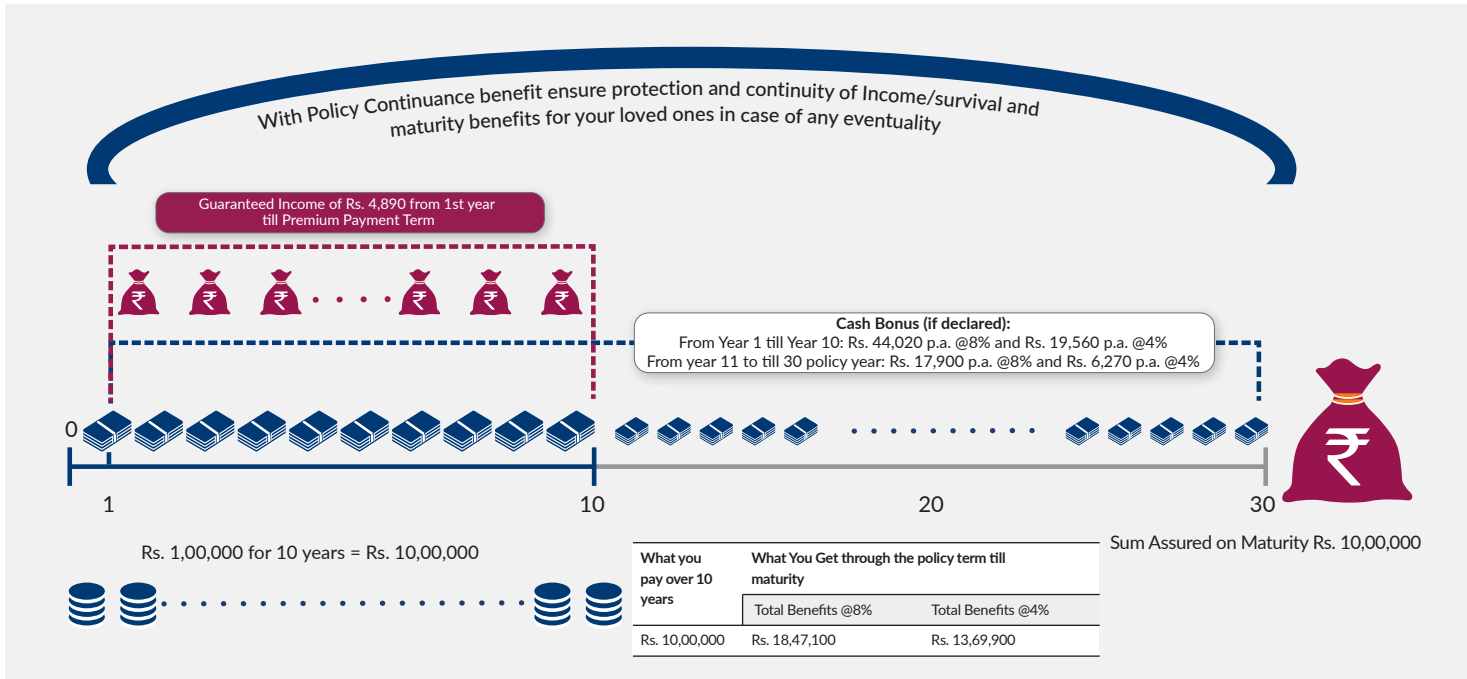 With Policy Continuance benefit ensure protection and continuity of Income/survival and
maturity benefits for your loved ones in case of any eventuality
Guaranteed Income of Rs. 4,890 from 1st year
till Premium Payment Term
₹ ₹ ₹ ₹ ₹ ₹
Cash Bonus (if declared):
From Year 1 till Year 10: Rs. 44,020 p.a. @8% and Rs. 19,560 p.a. @4%
From year 11 to till 30 policy year: Rs. 17,900 p.a. @8% and Rs. 6,270 p.a. @4%
0
₹
1 10 20 30
Sum Assured on Maturity Rs. 10,00,000
Rs. 1,00,000 for 10 years = Rs. 10,00,000
What you
pay over 10
years
What You Get through the policy term till
maturity
Total Benefits @8% Total Benefits @4%
Rs. 10,00,000 Rs. 18,47,100 Rs. 13,69,900